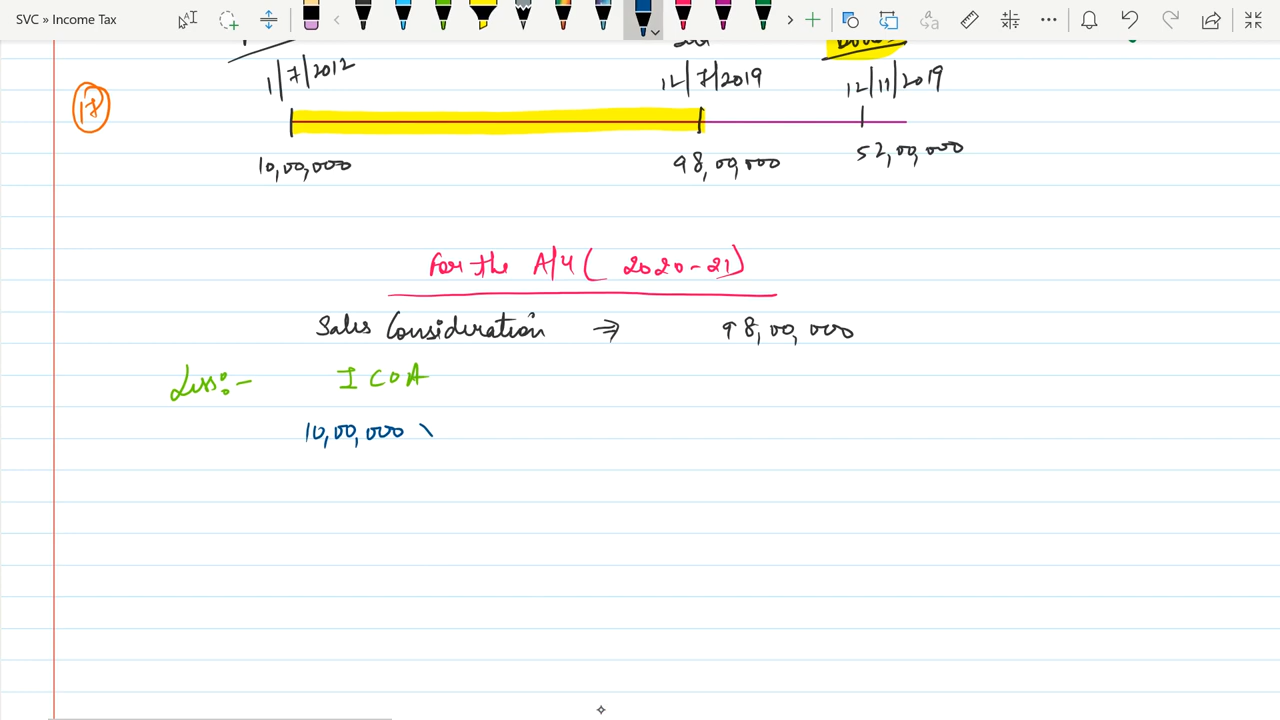 SVC » Income Tax
1/7/2012 12/7/2019 12/11/2019
18
10,00,000 98,00,000 52,00,000
For the A/Y ( 2020-21)
Sales Consideration ⇒ 98,00,000
Less:- ICOA
10,00,000 \